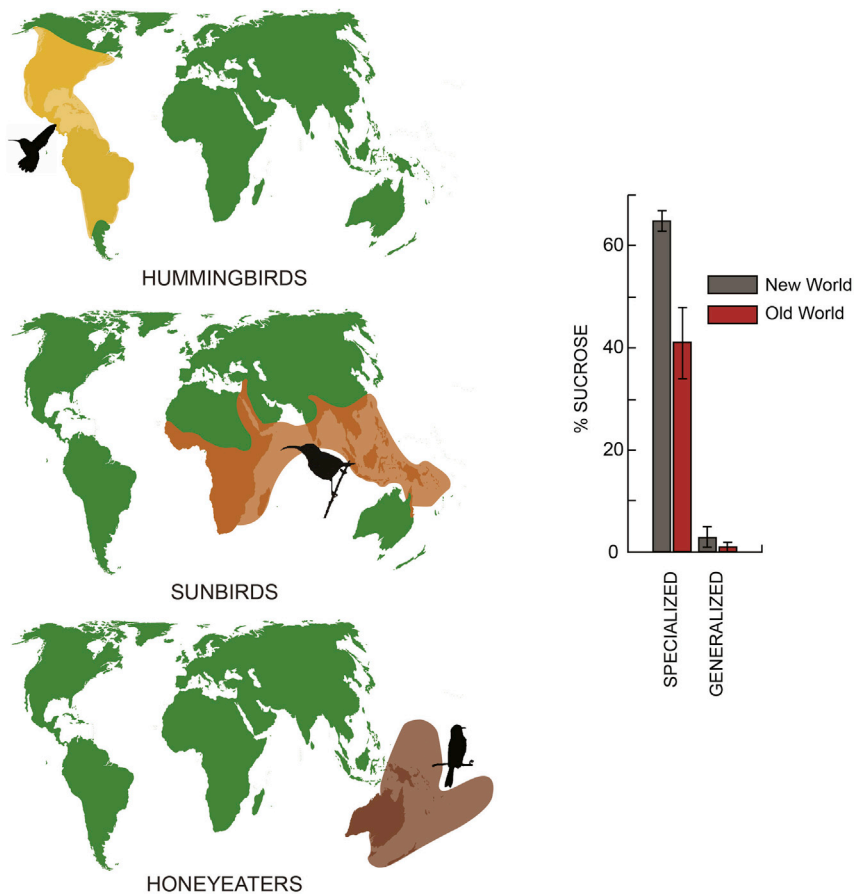 HUMMINGBIRDS
SUNBIRDS
HONEYEATERS
% SUCROSE
60
40
20
0
New World
Old World
SPECIALIZED
GENERALIZED